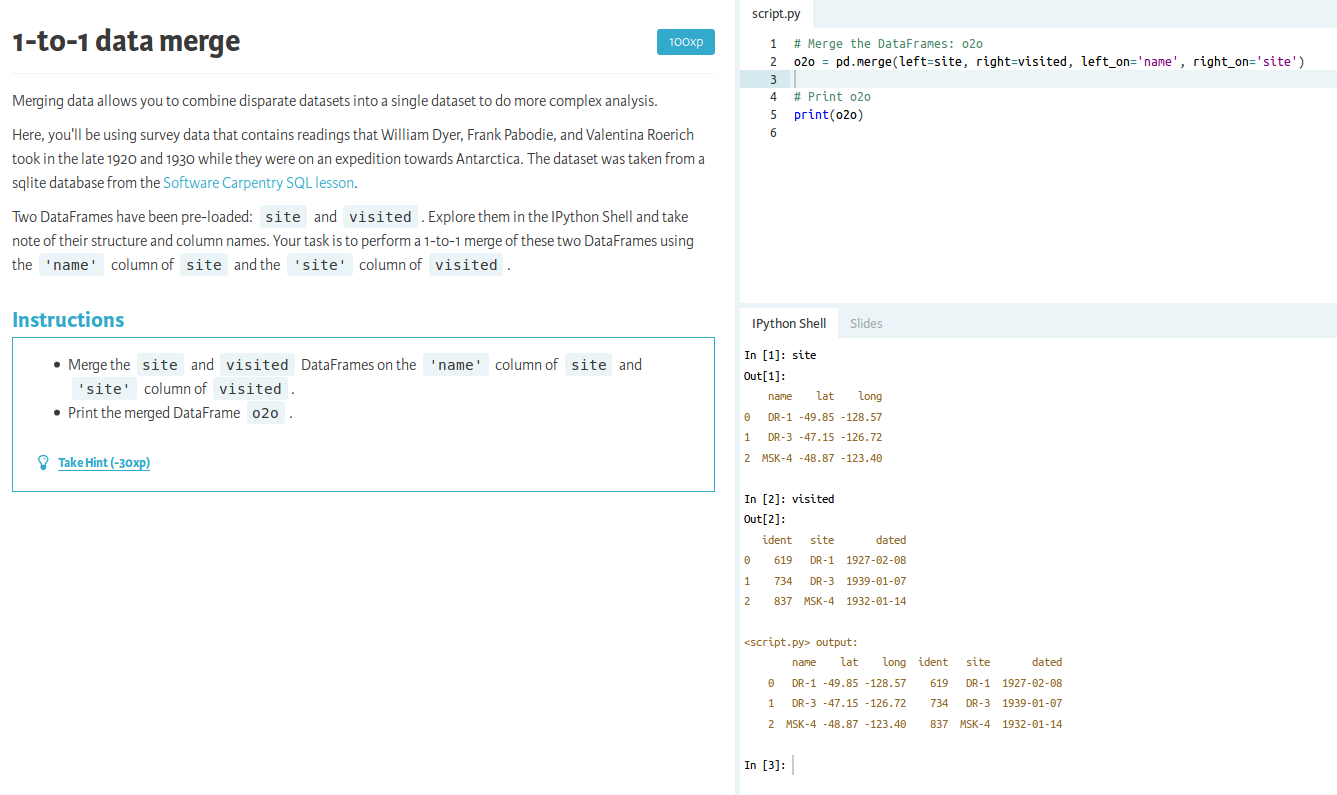 1-to-1 data merge
100xp
Merging data allows you to combine disparate datasets into a single dataset to do more complex analysis.
Here, you'll be using survey data that contains readings that William Dyer, Frank Pabodie, and Valentina Roerich
took in the late 1920 and 1930 while they were on an expedition towards Antarctica. The dataset was taken from a
sqlite database from the Software Carpentry SQL lesson.
Two DataFrames have been pre-loaded: site and visited . Explore them in the IPython Shell and take
note of their structure and column names. Your task is to perform a 1-to-1 merge of these two DataFrames using
the 'name' column of site and the 'site' column of visited .
Instructions
• Merge the site and visited DataFrames on the 'name' column of site and
'site' column of visited .
• Print the merged DataFrame o2o .
Take Hint (-30xp)
script.py
1 # Merge the DataFrames: o2o
2 o2o = pd.merge(left=site, right=visited, left_on='name', right_on='site')
3
4 # Print o2o
5 print(o2o)
6
IPython Shell Slides
In [1]: site
Out[1]:
name lat long
0 DR-1 -49.85 -128.57
1 DR-3 -47.15 -126.72
2 MSK-4 -48.87 -123.40
In [2]: visited
Out[2]:
ident site dated
0 619 DR-1 1927-02-08
1 734 DR-3 1939-01-07
2 837 MSK-4 1932-01-14
<script.py> output:
name lat long ident site dated
0 DR-1 -49.85 -128.57 619 DR-1 1927-02-08
1 DR-3 -47.15 -126.72 734 DR-3 1939-01-07
2 MSK-4 -48.87 -123.40 837 MSK-4 1932-01-14
In [3]: